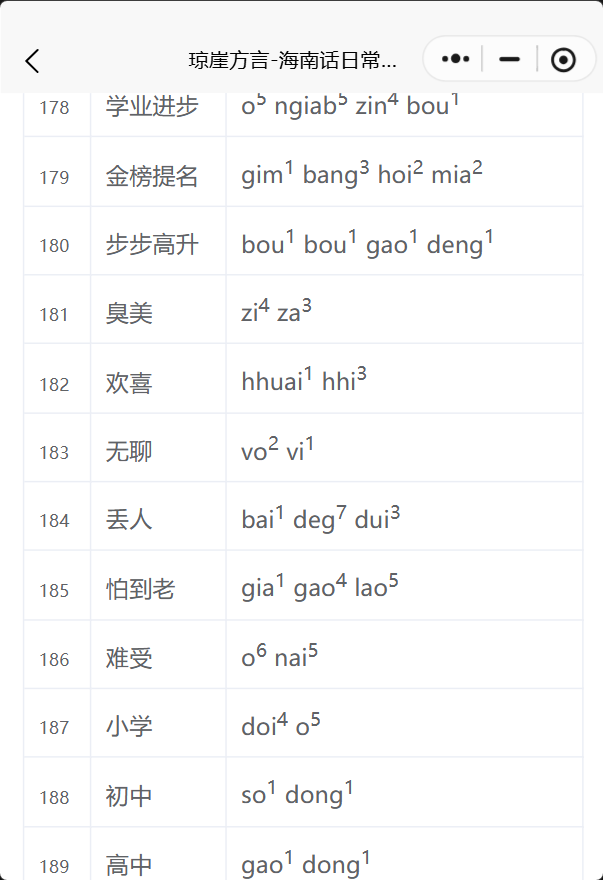 琼崖方言-海南话日常...
178 学业进步 o⁵ ngiab⁵ zin⁴ bou¹
179 金榜提名 gim¹ bang³ hoi² mia²
180 步步高升 bou¹ bou¹ gao¹ deng¹
181 臭美 zi⁴ za³
182 欢喜 hhuai¹ hhi³
183 无聊 vo² vi¹
184 丢人 bai¹ deg⁷ dui³
185 怕到老 gia¹ gao⁴ lao⁵
186 难受 o⁶ nai⁵
187 小学 doi⁴ o⁵
188 初中 so¹ dong¹
189 高中 gao¹ dong¹